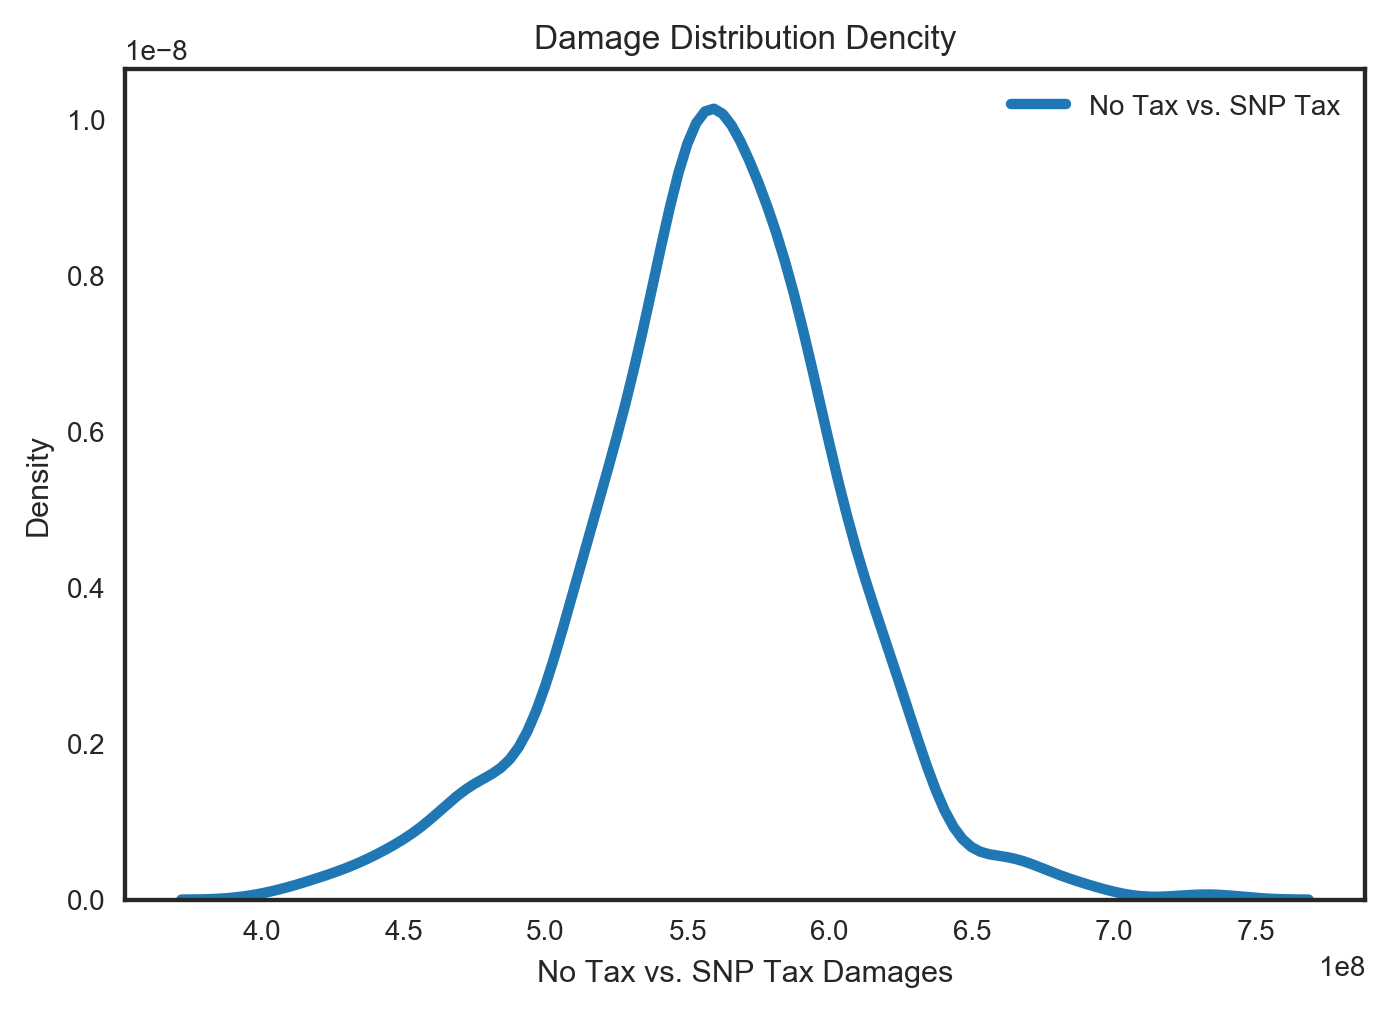 Damage Distribution Dencity
1e−8
No Tax vs. SNP Tax
1.0
0.8
0.6
0.4
0.2
0.0
Density
4.0 4.5 5.0 5.5 6.0 6.5 7.0 7.5
1e8
No Tax vs. SNP Tax Damages